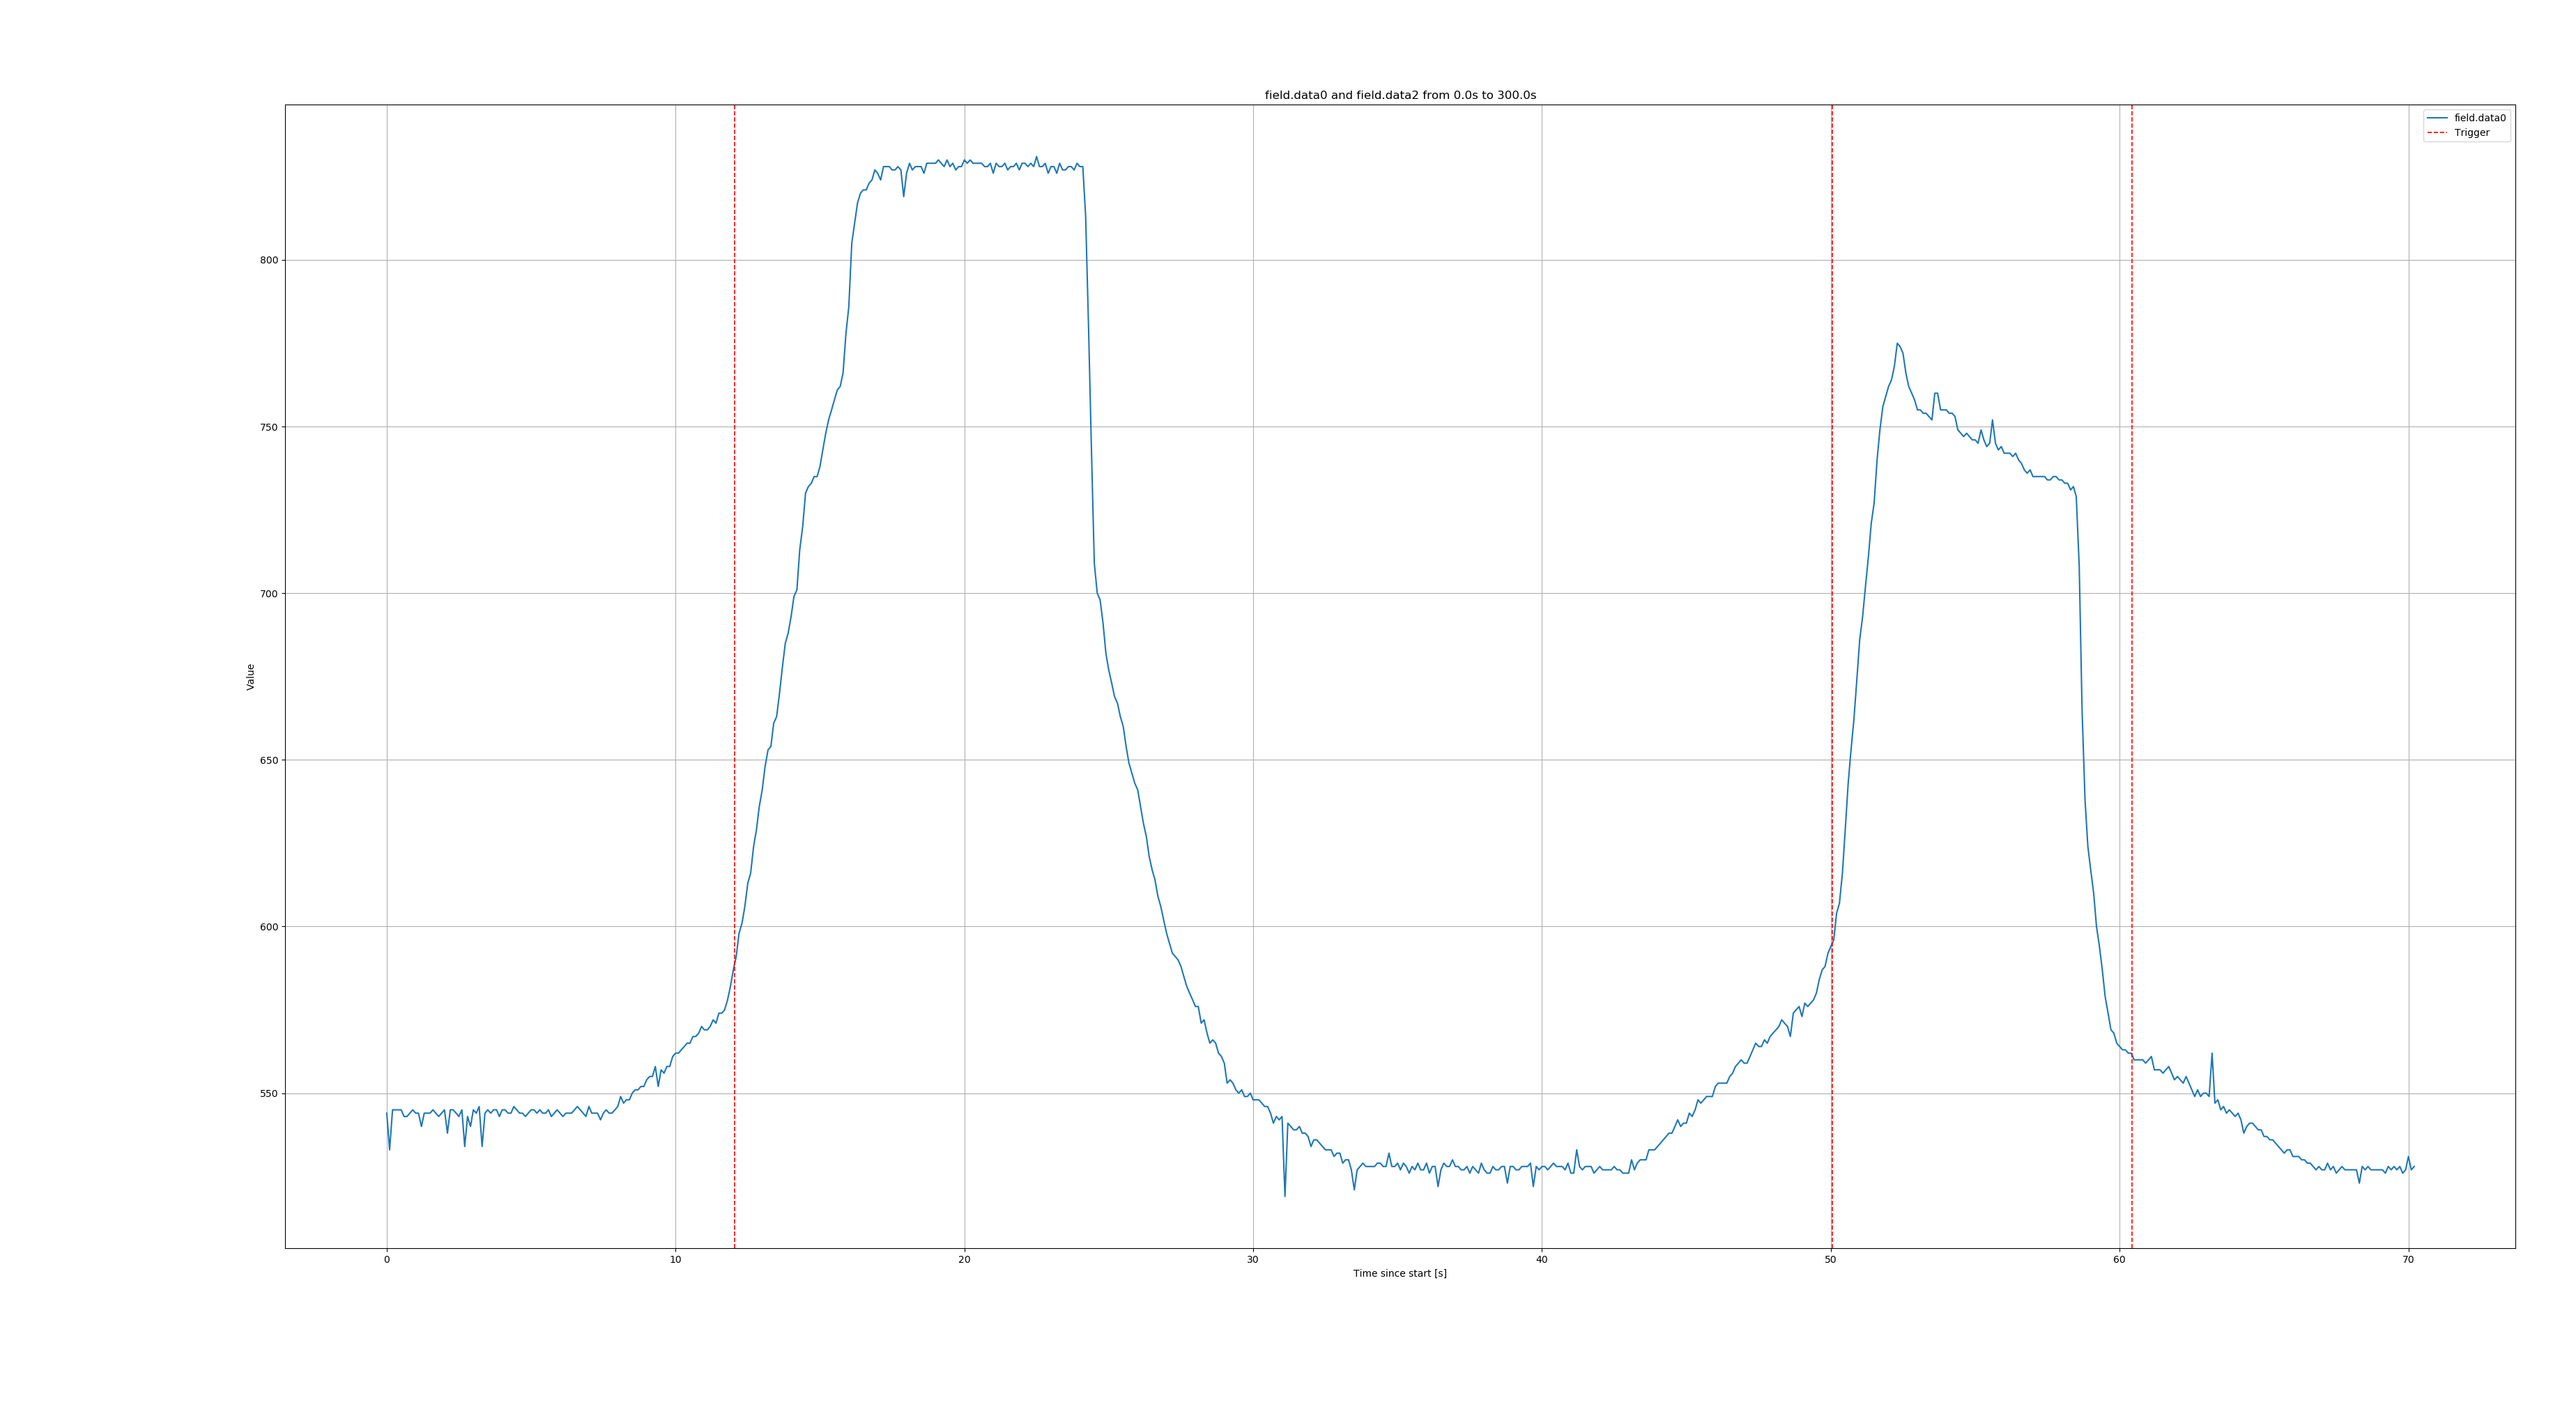 field.data0 and field.data2 from 0.0s to 300.0s
field.data0
Trigger
800
750
700
650
600
550
Value
0 10 20 30 40 50 60 70
Time since start [s]